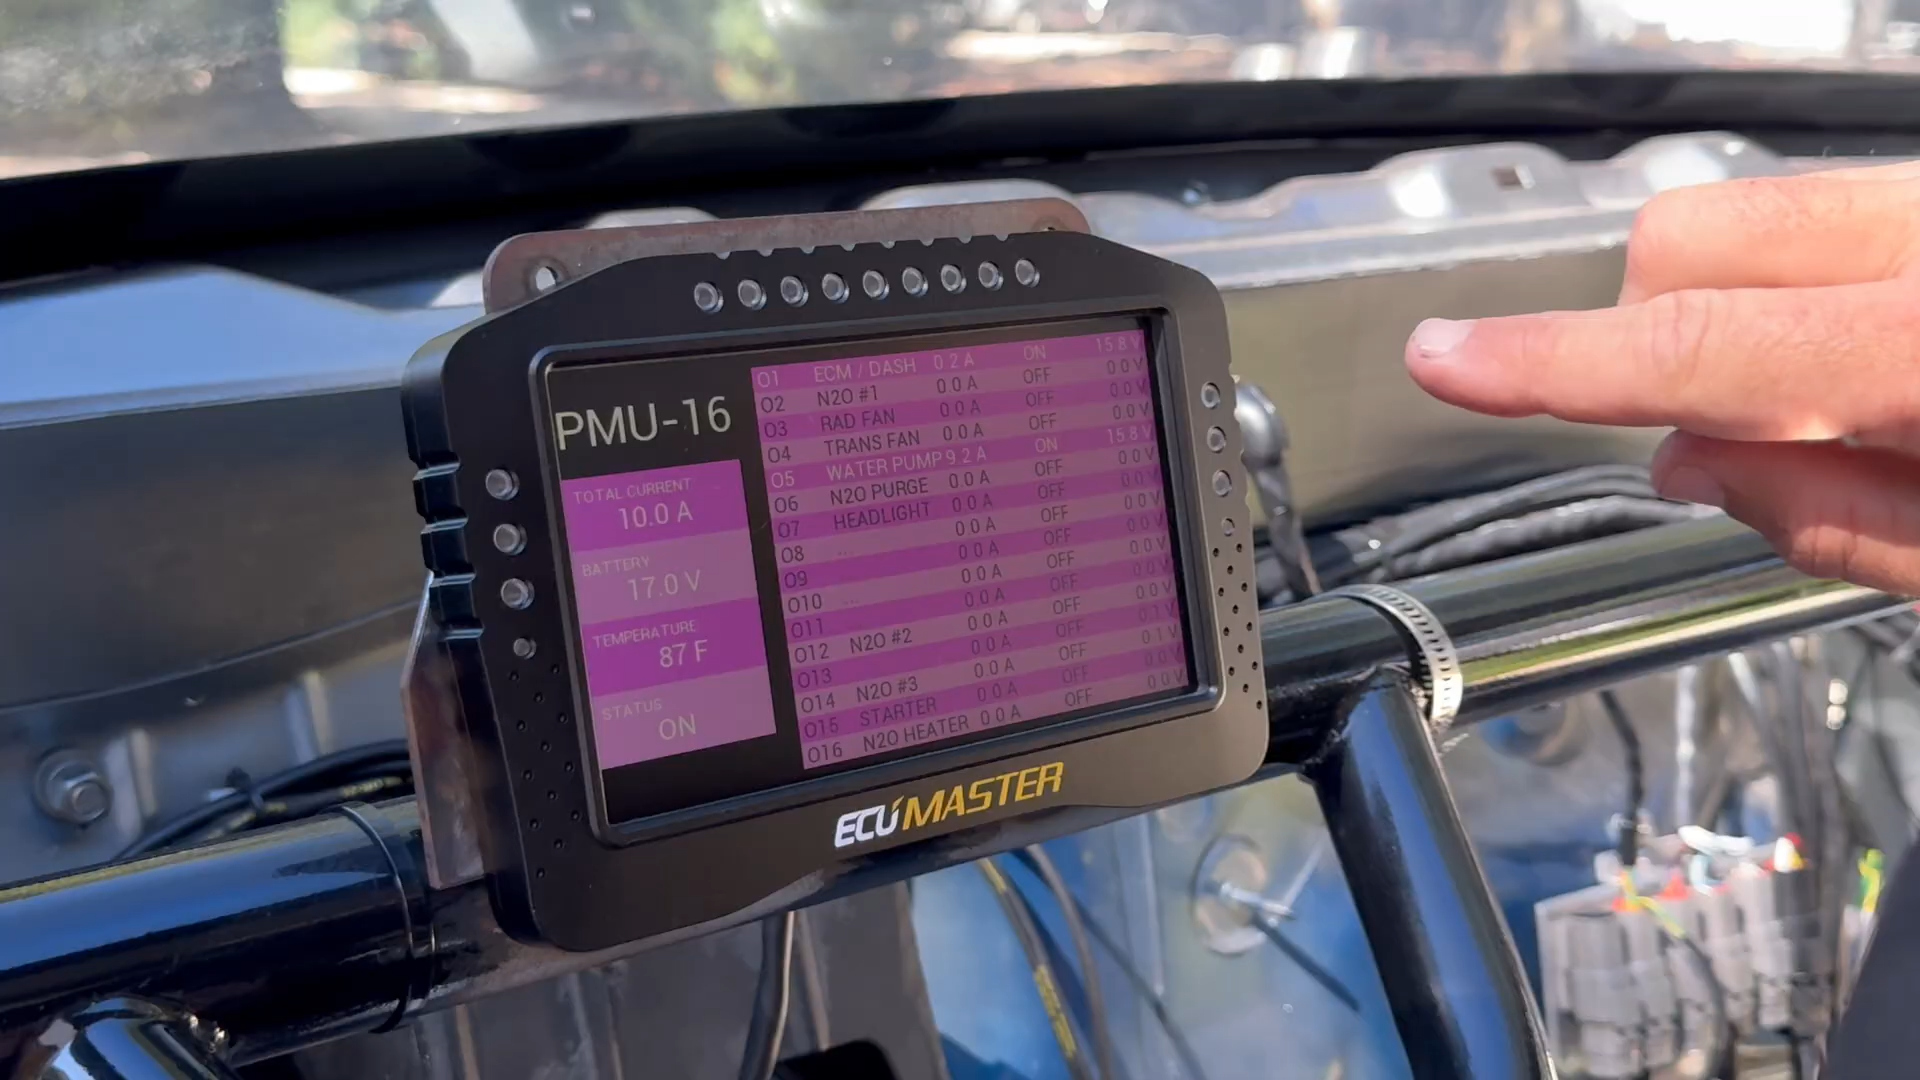 PMU-16
TOTAL CURRENT
10.0 A
BATTERY
17.0 V
TEMPERATURE
87 F
STATUS
ON
O1 ECM / DASH 0.2 A ON 15.8 V
O2 N2O #1 0.0 A OFF 0.0 V
O3 RAD FAN 0.0 A OFF 0.0 V
O4 TRANS FAN 0.0 A OFF 0.0 V
O5 WATER PUMP 9.2 A ON 15.8 V
O6 N2O PURGE 0.0 A OFF 0.0 V
O7 HEADLIGHT 0.0 A OFF 0.0 V
O8 ... 0.0 A OFF 0.0 V
O9 0.0 A OFF 0.0 V
O10 ... 0.0 A OFF 0.0 V
O11 0.0 A OFF 0.0 V
O12 N2O #2 0.0 A OFF 0.0 V
O13 0.0 A OFF 0.1 V
O14 N2O #3 0.0 A OFF 0.1 V
O15 STARTER 0.0 A OFF 0.0 V
O16 N2O HEATER 0.0 A OFF 0.0 V
ECUMASTER